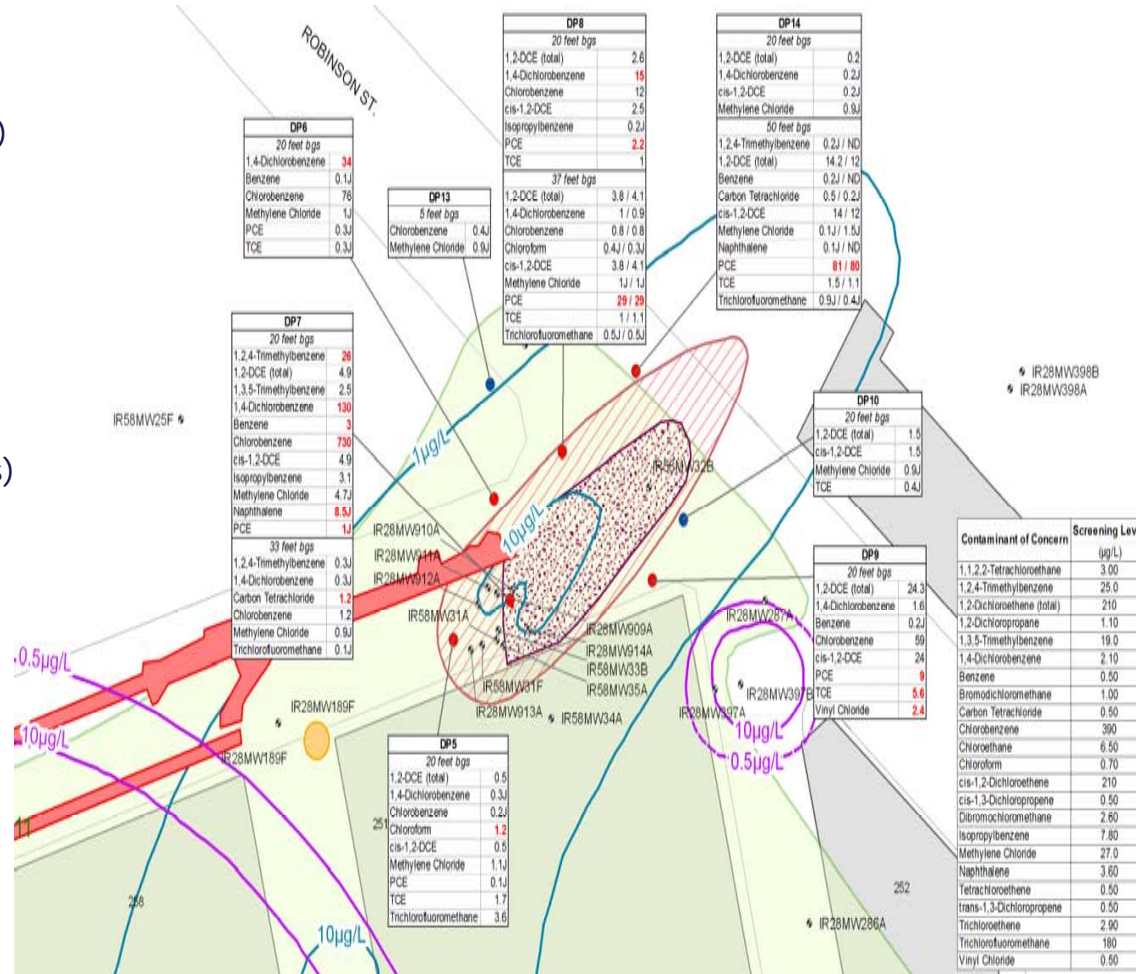 ROBINSON ST.
)
s)
DP6
20 feet bgs
1,4-Dichlorobenzene 34
Benzene 0.1J
Chlorobenzene 76
Methylene Chloride 1J
PCE 0.3J
TCE 0.3J
DP13
5 feet bgs
Chlorobenzene 0.4J
Methylene Chloride 0.9J
DP8
20 feet bgs
1,2-DCE (total) 2.6
1,4-Dichlorobenzene 15
Chlorobenzene 12
cis-1,2-DCE 2.5
Isopropylbenzene 0.2J
PCE 2.2
TCE 1
37 feet bgs
1,2-DCE (total) 3.8 / 4.1
1,4-Dichlorobenzene 1 / 0.9
Chlorobenzene 0.8 / 0.8
Chloroform 0.4J / 0.3J
cis-1,2-DCE 3.8 / 4.1
Methylene Chloride 1J / 1J
PCE 29 / 29
TCE 1 / 1.1
Trichlorofluoromethane 0.5J / 0.5J
DP14
20 feet bgs
1,2-DCE (total) 0.2
1,4-Dichlorobenzene 0.2J
cis-1,2-DCE 0.2J
Methylene Chloride 0.9J
50 feet bgs
1,2,4-Trimethylbenzene 0.2J / ND
1,2-DCE (total) 14.2 / 12
Benzene 0.2J / ND
Carbon Tetrachloride 0.5 / 0.2J
cis-1,2-DCE 14 / 12
Methylene Chloride 0.1J / 1.5J
Naphthalene 0.1J / ND
PCE 81 / 80
TCE 1.5 / 1.1
Trichlorofluoromethane 0.9J / 0.4J
DP7
20 feet bgs
1,2,4-Trimethylbenzene 26
1,2-DCE (total) 4.9
1,3,5-Trimethylbenzene 2.5
1,4-Dichlorobenzene 130
Benzene 3
Chlorobenzene 730
cis-1,2-DCE 4.9
Isopropylbenzene 3.1
Methylene Chloride 4.7J
Naphthalene 8.5J
PCE 1J
33 feet bgs
1,2,4-Trimethylbenzene 0.3J
1,4-Dichlorobenzene 0.3J
Carbon Tetrachloride 1.2
Chlorobenzene 1.2
Methylene Chloride 0.9J
Trichlorofluoromethane 0.1J
DP10
20 feet bgs
1,2-DCE (total) 1.5
cis-1,2-DCE 1.5
Methylene Chloride 0.9J
TCE 0.4J
DP9
20 feet bgs
1,2-DCE (total) 24.3
1,4-Dichlorobenzene 1.6
Benzene 0.2J
Chlorobenzene 59
cis-1,2-DCE 24
PCE 9
TCE 5.6
Vinyl Chloride 2.4
DP5
20 feet bgs
1,2-DCE (total) 0.5
1,4-Dichlorobenzene 0.3J
Chlorobenzene 0.2J
Chloroform 1.2
cis-1,2-DCE 0.5
Methylene Chloride 1.1J
PCE 0.1J
TCE 1.7
Trichlorofluoromethane 3.6
IR58MW25F
IR28MW398B
IR28MW398A
1µg/L
10µg/L
IR58MW32B
IR28MW910A
IR28MW911A
IR28MW912A
IR58MW31A
IR28MW909A
IR28MW914A
IR58MW33B
IR58MW35A
IR58MW31F
IR28MW913A
IR58MW34A
IR28MW287A
IR28MW397B
IR28MW397A
10µg/L
0.5µg/L
0.5µg/L
10µg/L
IR28MW189F
IR28MW189F
251
252
258
10µg/L
IR28MW286A
Contaminant of Concern Screening Lev
(µg/L)
1,1,2,2-Tetrachloroethane 3.00
1,2,4-Trimethylbenzene 25.0
1,2-Dichloroethene (total) 210
1,2-Dichloropropane 1.10
1,3,5-Trimethylbenzene 19.0
1,4-Dichlorobenzene 2.10
Benzene 0.50
Bromodichloromethane 1.00
Carbon Tetrachloride 0.50
Chlorobenzene 390
Chloroethane 6.50
Chloroform 0.70
cis-1,2-Dichloroethene 210
cis-1,3-Dichloropropene 0.50
Dibromochloromethane 2.60
Isopropylbenzene 7.80
Methylene Chloride 27.0
Naphthalene 3.60
Tetrachloroethene 0.50
trans-1,3-Dichloropropene 0.50
Trichloroethene 2.90
Trichlorofluoromethane 180
Vinyl Chloride 0.50